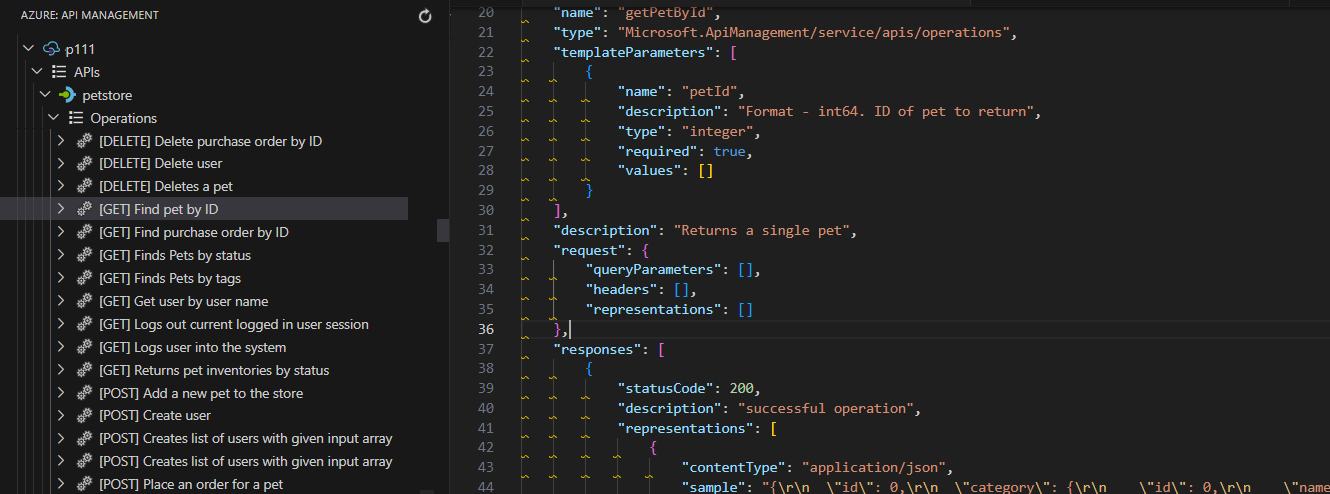 AZURE: API MANAGEMENT
p111
APIs
petstore
Operations
[DELETE] Delete purchase order by ID
[DELETE] Delete user
[DELETE] Deletes a pet
[GET] Find pet by ID
[GET] Find purchase order by ID
[GET] Finds Pets by status
[GET] Finds Pets by tags
[GET] Get user by user name
[GET] Logs out current logged in user session
[GET] Logs user into the system
[GET] Returns pet inventories by status
[POST] Add a new pet to the store
[POST] Create user
[POST] Creates list of users with given input array
[POST] Creates list of users with given input array
[POST] Place an order for a pet
20 "name": "getPetById",
21 "type": "Microsoft.ApiManagement/service/apis/operations",
22 "templateParameters": [
23 {
24 "name": "petId",
25 "description": "Format - int64. ID of pet to return",
26 "type": "integer",
27 "required": true,
28 "values": []
29 }
30 ],
31 "description": "Returns a single pet",
32 "request": {
33 "queryParameters": [],
34 "headers": [],
35 "representations": []
36 },
37 "responses": [
38 {
39 "statusCode": 200,
40 "description": "successful operation",
41 "representations": [
42 {
43 "contentType": "application/json",
44 "sample": "{\r\n  \"id\": 0,\r\n  \"category\": {\r\n    \"id\": 0,\r\n    \"name